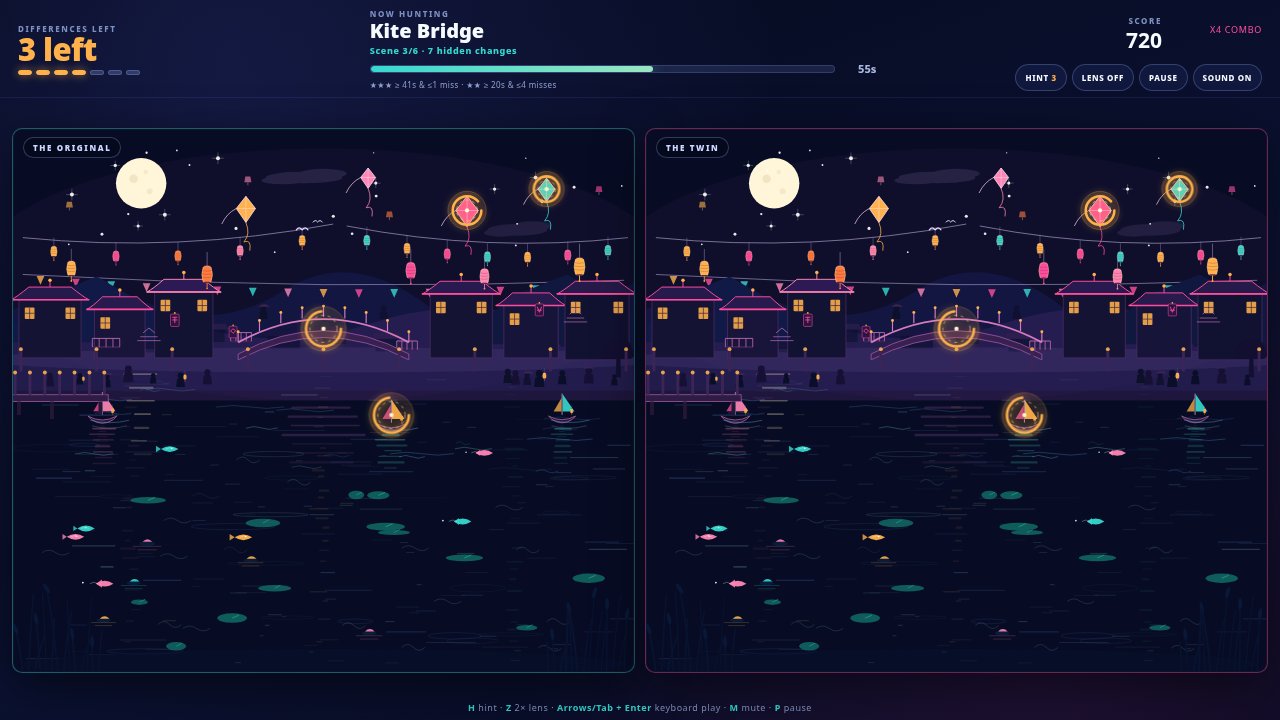 DIFFERENCES LEFT
3 left
NOW HUNTING
Kite Bridge
Scene 3/6 · 7 hidden changes
55s
★★★ ≥ 41s & ≤1 miss · ★★ ≥ 20s & ≤4 misses
SCORE
720
X4 COMBO
HINT 3
LENS OFF
PAUSE
SOUND ON
THE ORIGINAL
THE TWIN
H hint · Z 2× lens · Arrows/Tab + Enter keyboard play · M mute · P pause